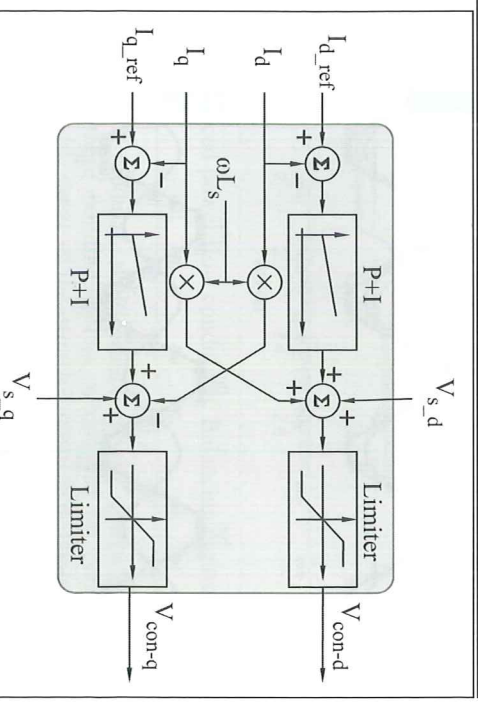 V_s_d
I_d_ref
+
Σ
-
P+I
+
+
Σ
+
Limiter
V_con-d
I_d
×
ωL_s
I_q
×
I_q_ref
+
Σ
-
P+I
+
Σ
-
+
Limiter
V_con-q
V_s_q